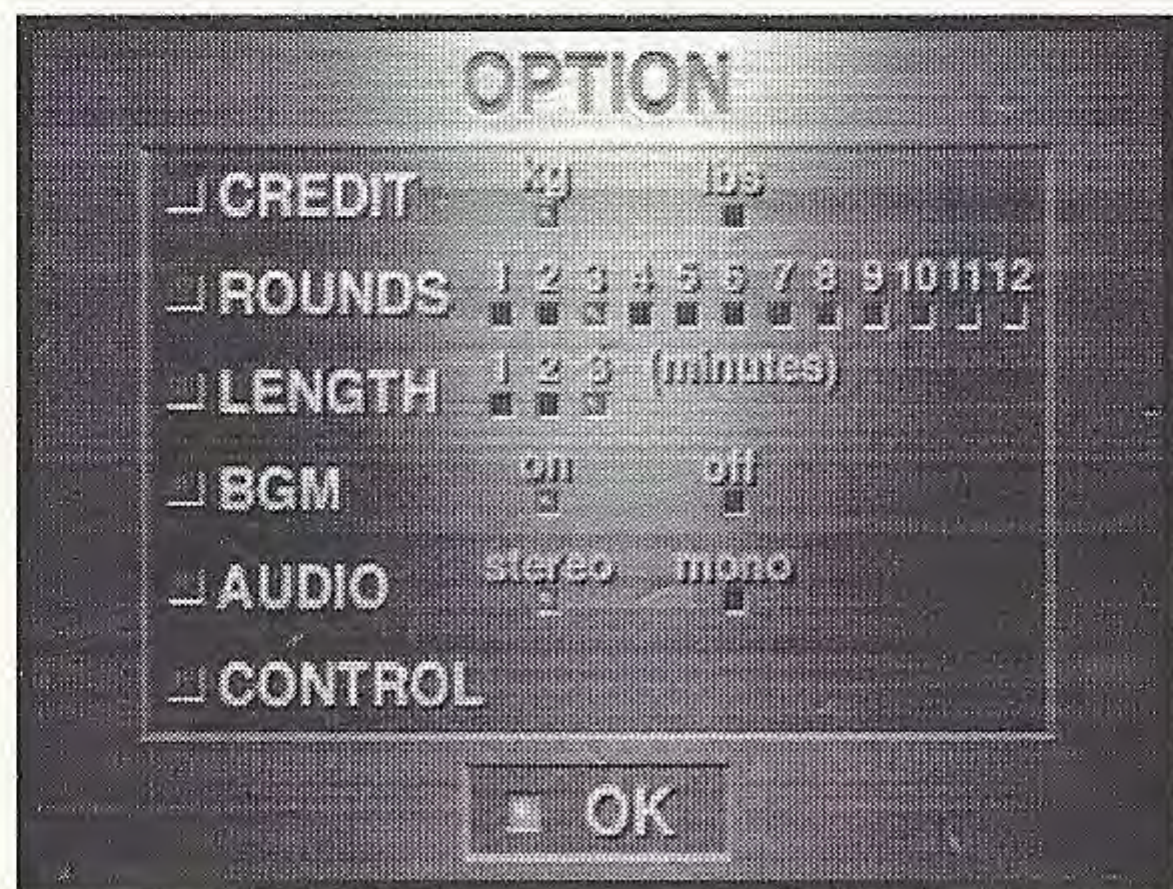 OPTION
CREDIT kg lbs
ROUNDS 1 2 3 4 5 6 7 8 9 10 11 12
LENGTH 1 2 3 (minutes)
BGM on off
AUDIO stereo mono
CONTROL
OK